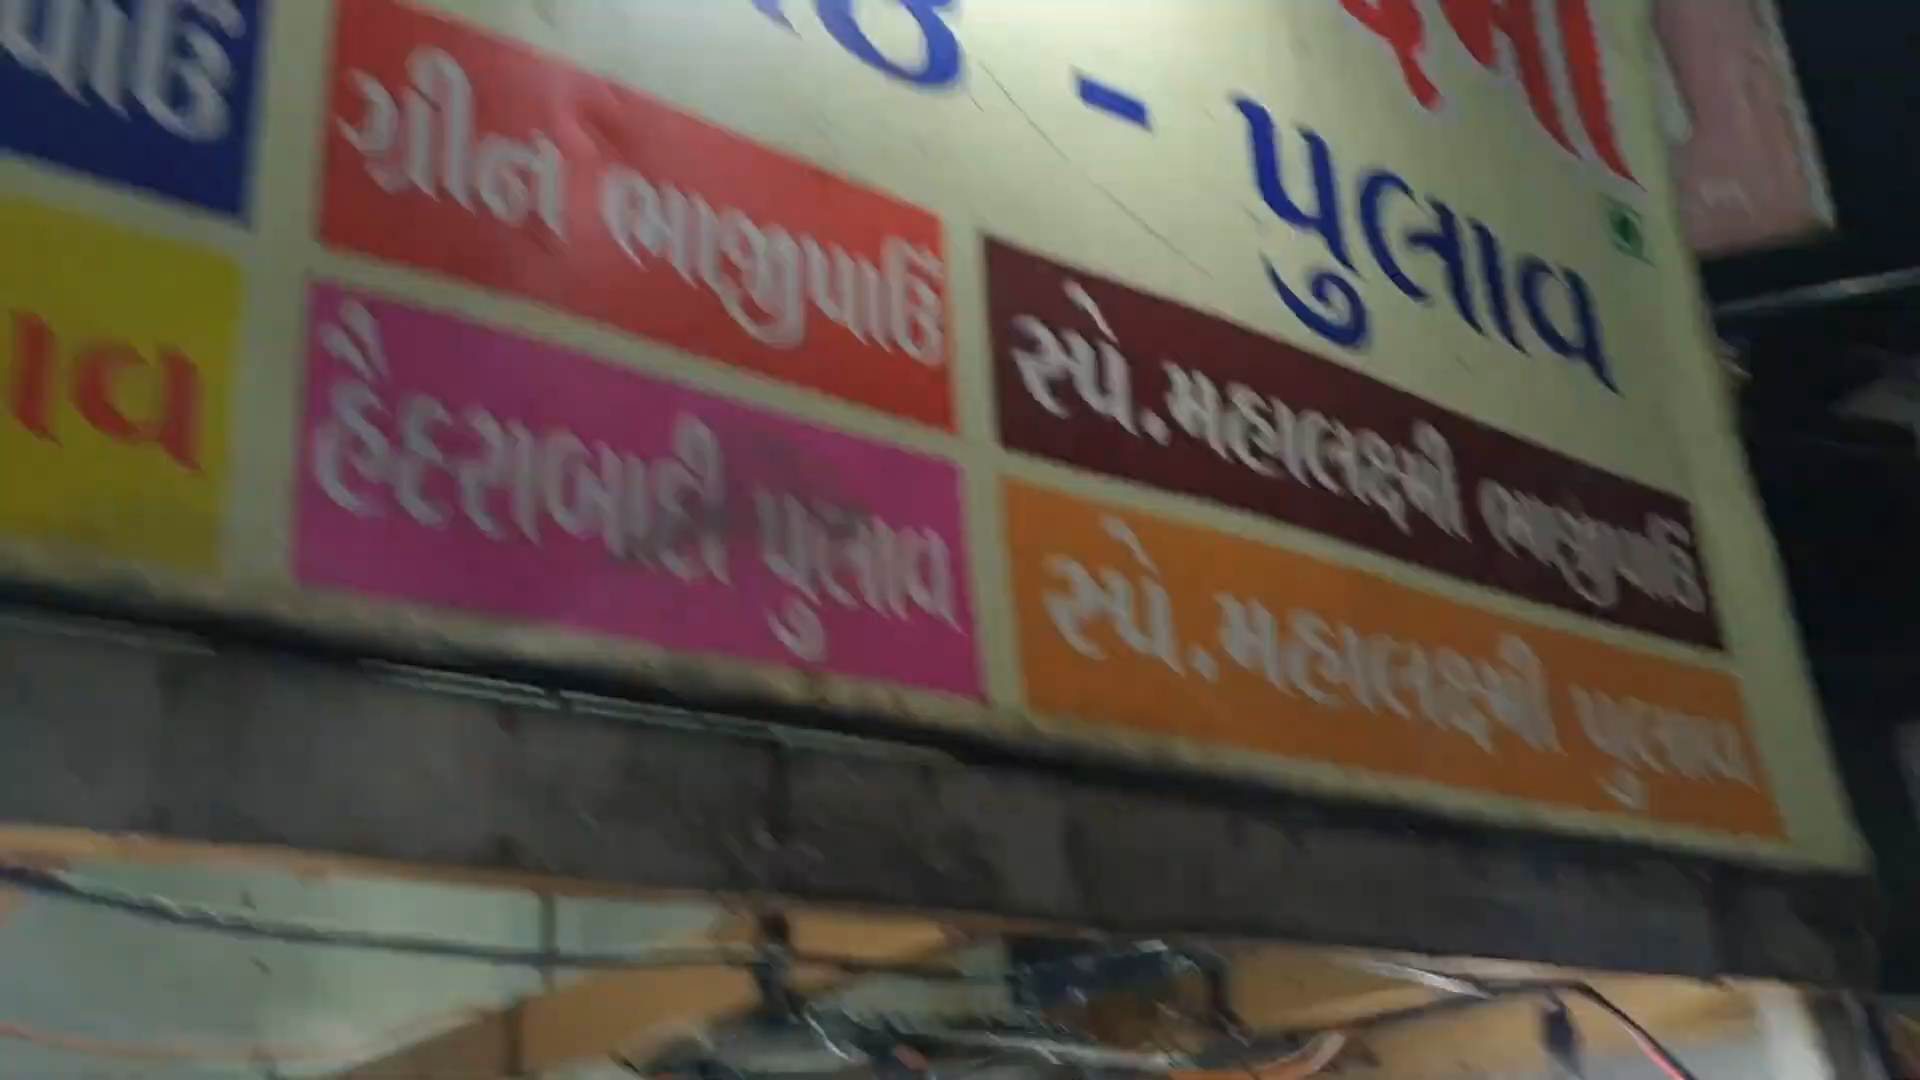 - પુલાવ
ગ્રીન ભાજીપાઉં
સ્પે. મહાલક્ષ્મી ભાજીપાઉં
હૈદરાબાદી પુલાવ
સ્પે. મહાલક્ષ્મી પુલાવ